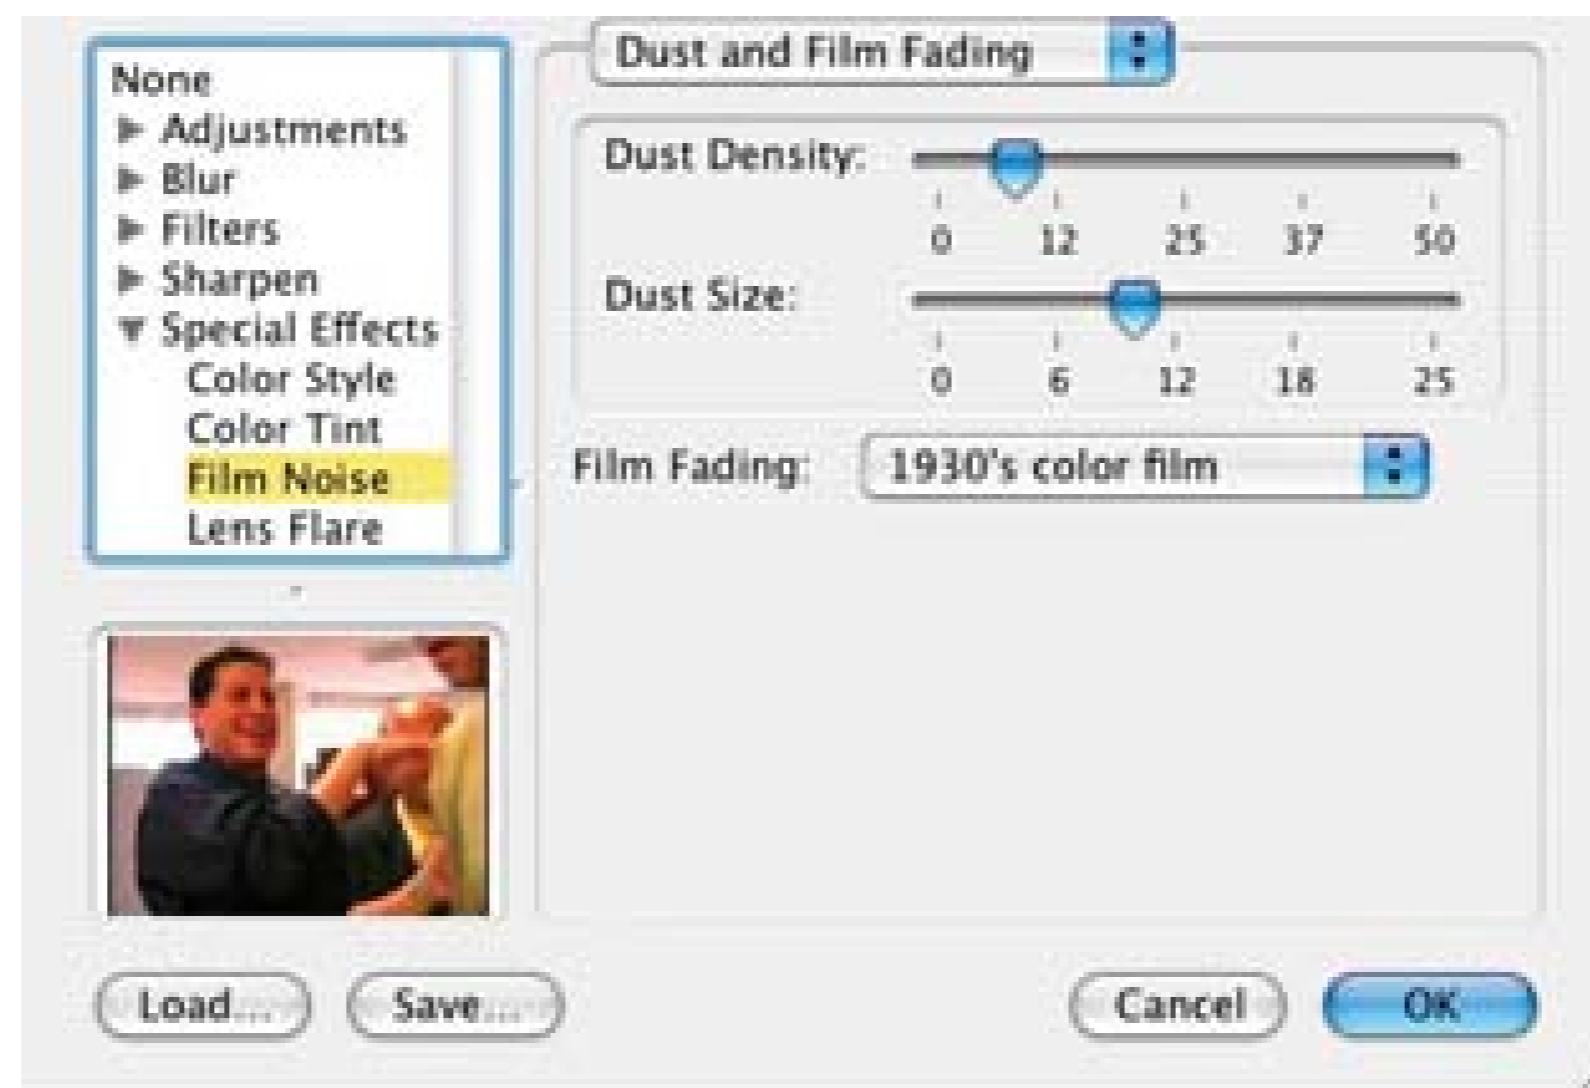 None
Adjustments
Blur
Filters
Sharpen
Special Effects
Color Style
Color Tint
Film Noise
Lens Flare
Dust and Film Fading
Dust Density:
0 12 25 37 50
Dust Size:
0 6 12 18 25
Film Fading: 1930's color film
Load... Save... Cancel OK